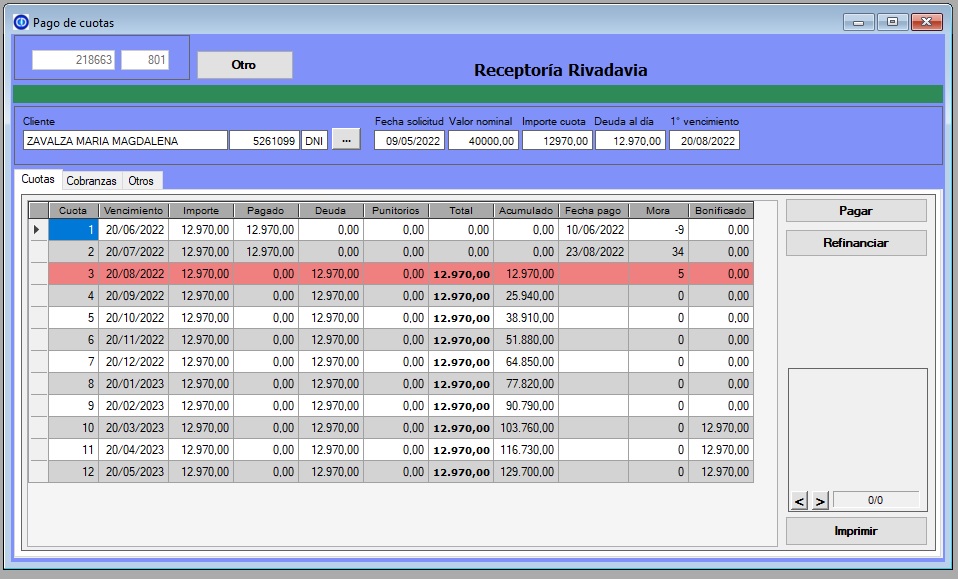 Pago de cuotas
218663 801 Otro Receptoría Rivadavia
Cliente Fecha solicitud Valor nominal Importe cuota Deuda al día 1° vencimiento
ZAVALZA MARIA MAGDALENA 5261099 DNI ... 09/05/2022 40000,00 12970,00 12.970,00 20/08/2022
Cuotas Cobranzas Otros
Cuota Vencimiento Importe Pagado Deuda Punitorios Total Acumulado Fecha pago Mora Bonificado
1 20/06/2022 12.970,00 12.970,00 0,00 0,00 0,00 0,00 10/06/2022 -9 0,00
2 20/07/2022 12.970,00 12.970,00 0,00 0,00 0,00 0,00 23/08/2022 34 0,00
3 20/08/2022 12.970,00 0,00 12.970,00 0,00 12.970,00 12.970,00 5 0,00
4 20/09/2022 12.970,00 0,00 12.970,00 0,00 12.970,00 25.940,00 0 0,00
5 20/10/2022 12.970,00 0,00 12.970,00 0,00 12.970,00 38.910,00 0 0,00
6 20/11/2022 12.970,00 0,00 12.970,00 0,00 12.970,00 51.880,00 0 0,00
7 20/12/2022 12.970,00 0,00 12.970,00 0,00 12.970,00 64.850,00 0 0,00
8 20/01/2023 12.970,00 0,00 12.970,00 0,00 12.970,00 77.820,00 0 0,00
9 20/02/2023 12.970,00 0,00 12.970,00 0,00 12.970,00 90.790,00 0 0,00
10 20/03/2023 12.970,00 0,00 12.970,00 0,00 12.970,00 103.760,00 0 12.970,00
11 20/04/2023 12.970,00 0,00 12.970,00 0,00 12.970,00 116.730,00 0 12.970,00
12 20/05/2023 12.970,00 0,00 12.970,00 0,00 12.970,00 129.700,00 0 12.970,00
Pagar
Refinanciar
< > 0/0
Imprimir